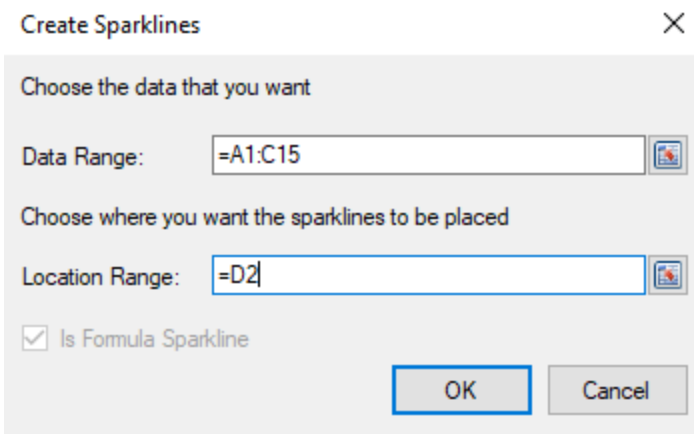 Create Sparklines
Choose the data that you want
Data Range: =A1:C15
Choose where you want the sparklines to be placed
Location Range: =D2
Is Formula Sparkline
OK Cancel